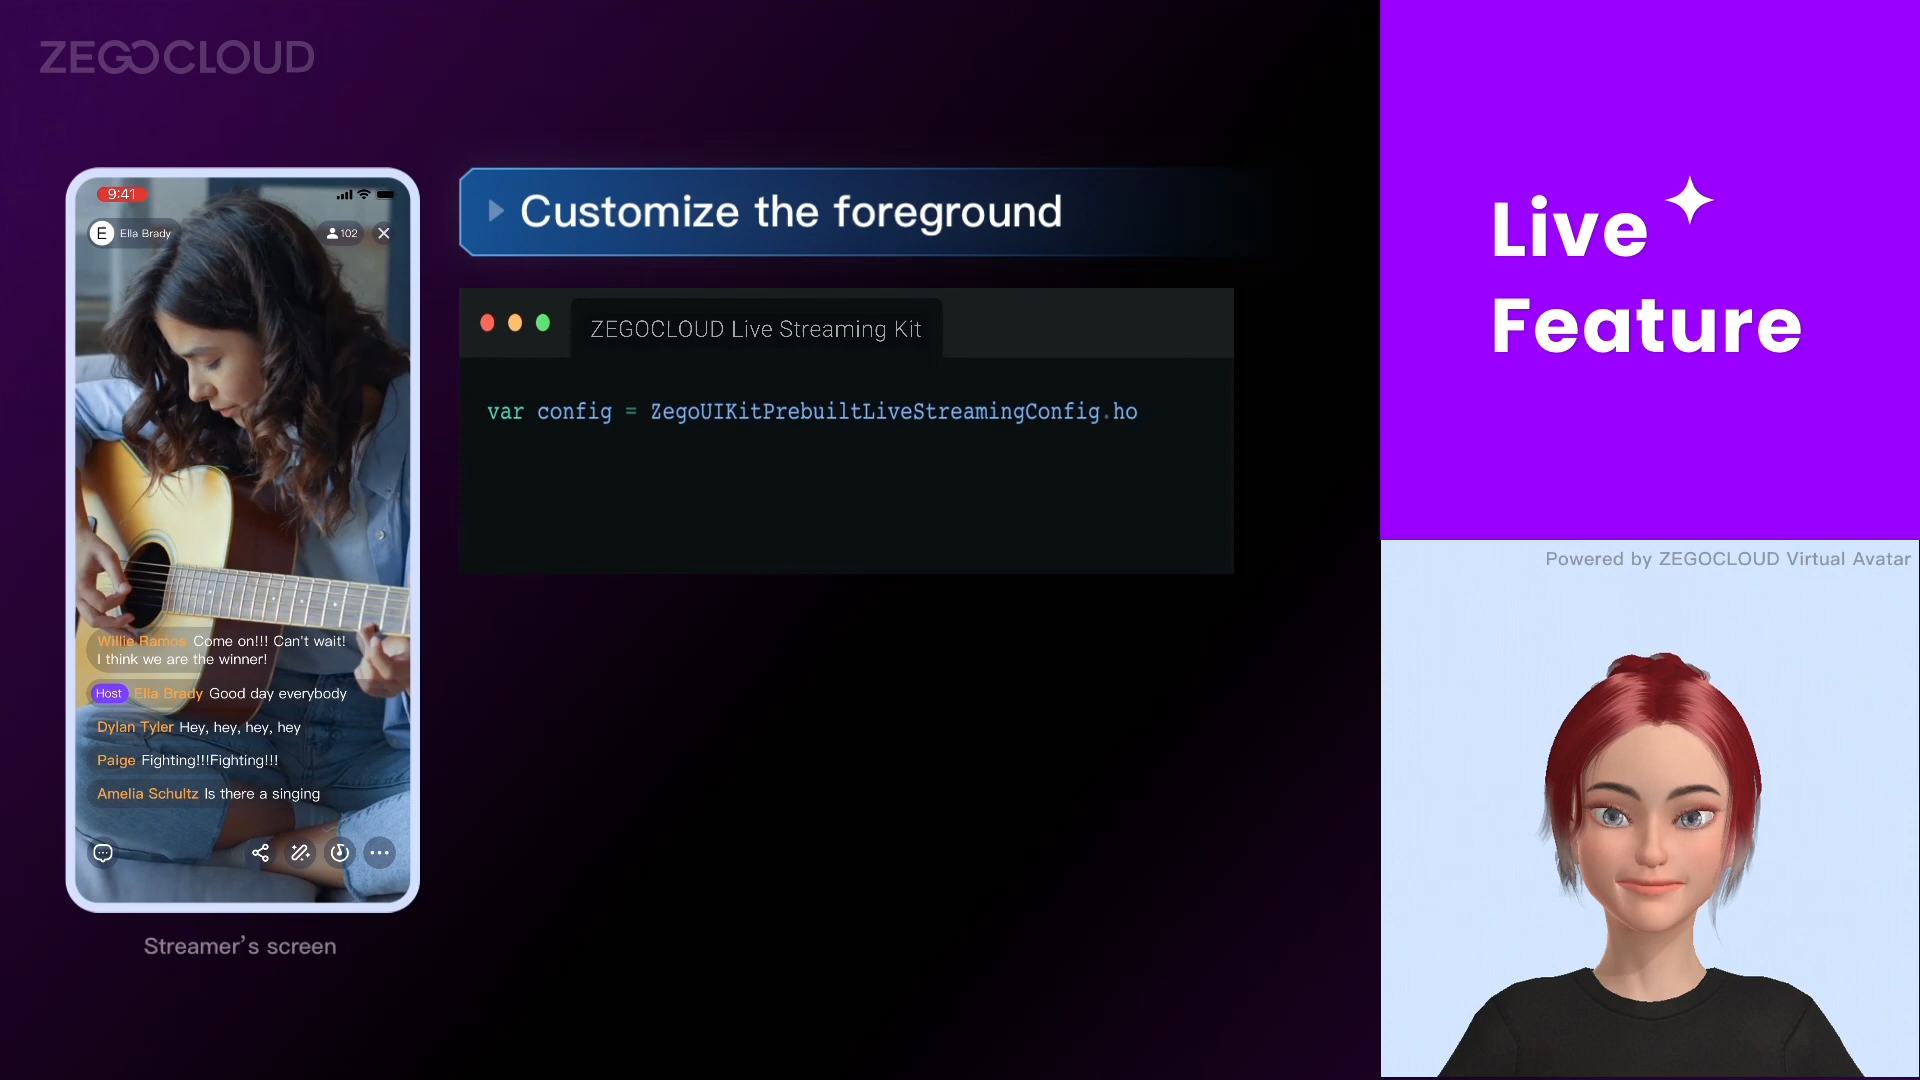 ZEGOCLOUD
9:41
E Ella Brady 102
Willie Ramos Come on!!! Can't wait!
I think we are the winner!
Host Ella Brady Good day everybody
Dylan Tyler Hey, hey, hey, hey
Paige Fighting!!!Fighting!!!
Amelia Schultz Is there a singing
Streamer's screen
Customize the foreground
ZEGOCLOUD Live Streaming Kit
var config = ZegoUIKitPrebuiltLiveStreamingConfig.ho
Live
Feature
Powered by ZEGOCLOUD Virtual Avatar